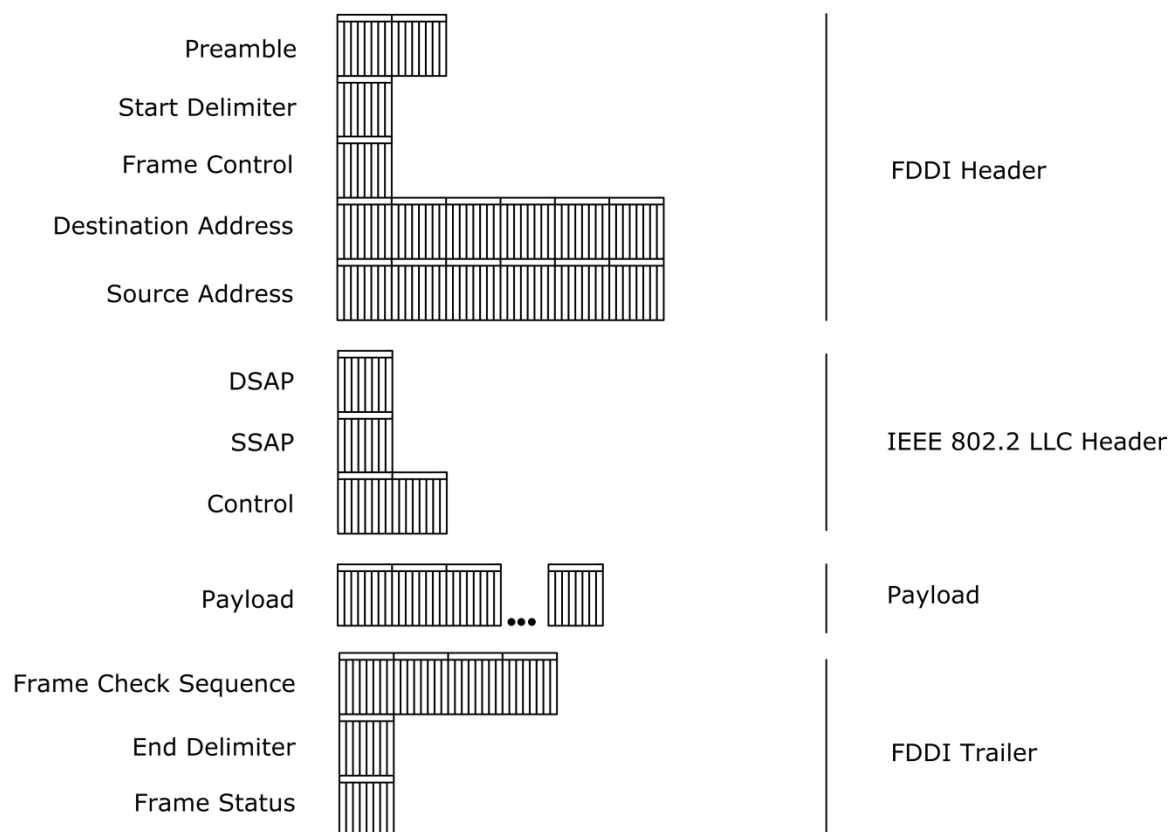 Preamble
Start Delimiter
Frame Control
Destination Address
Source Address
FDDI Header
DSAP
SSAP
Control
IEEE 802.2 LLC Header
Payload
...
Payload
Frame Check Sequence
End Delimiter
Frame Status
FDDI Trailer